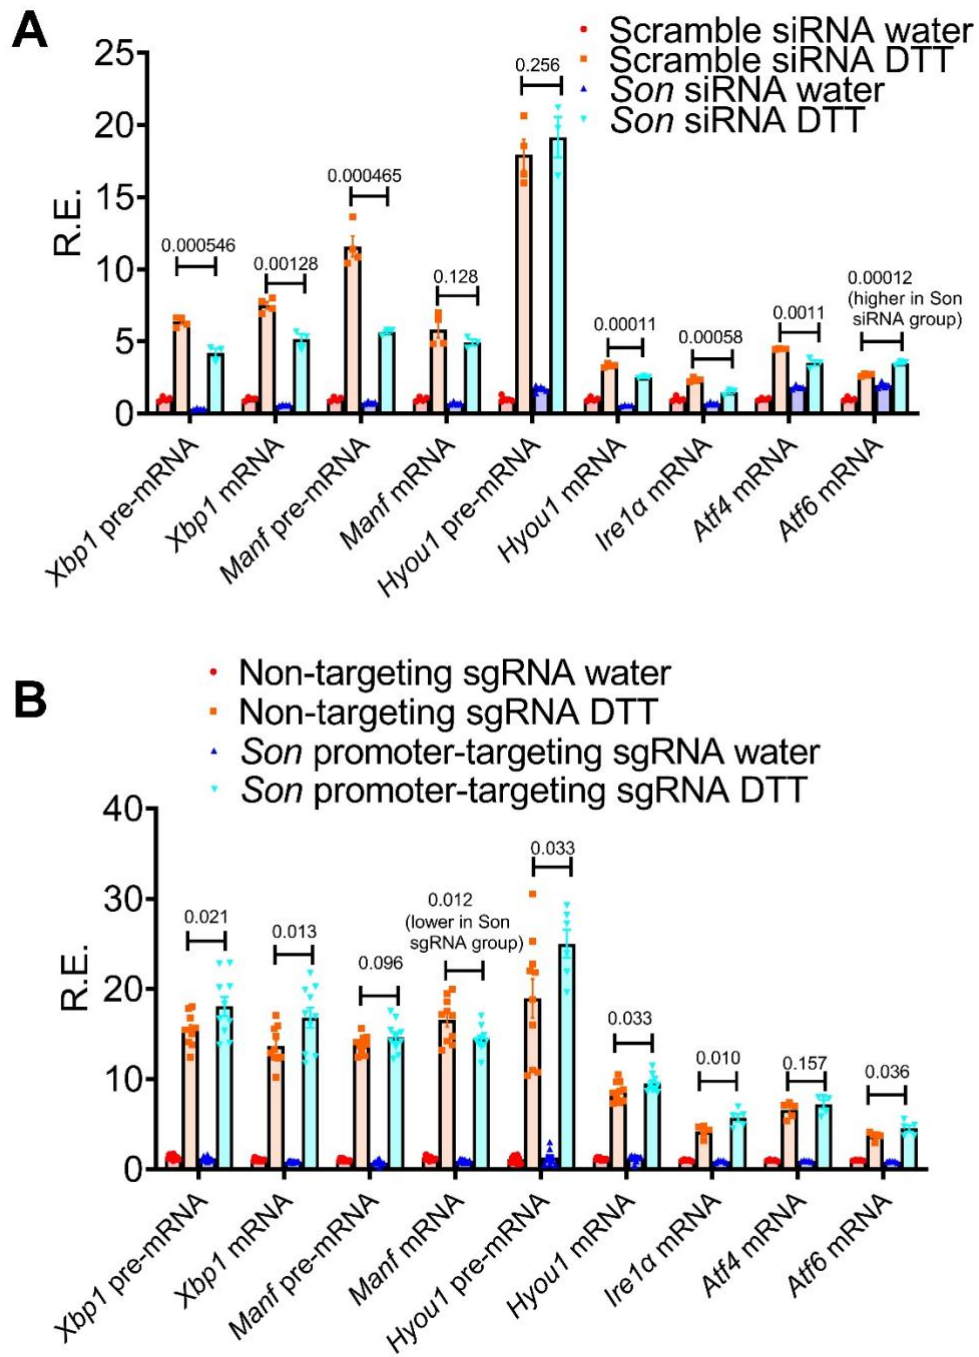 A
Scramble siRNA water
Scramble siRNA DTT
Son siRNA water
Son siRNA DTT
25
20
15
10
5
0
R.E.
0.000546
0.00128
0.000465
0.128
0.256
0.00011
0.00058
0.0011
0.00012
(higher in Son
siRNA group)
Xbp1 pre-mRNA
Xbp1 mRNA
Manf pre-mRNA
Manf mRNA
Hyou1 pre-mRNA
Hyou1 mRNA
Ire1α mRNA
Atf4 mRNA
Atf6 mRNA
B
Non-targeting sgRNA water
Non-targeting sgRNA DTT
Son promoter-targeting sgRNA water
Son promoter-targeting sgRNA DTT
40
30
20
10
0
R.E.
0.021
0.013
0.096
0.012
(lower in Son
sgRNA group)
0.033
0.033
0.010
0.157
0.036
Xbp1 pre-mRNA
Xbp1 mRNA
Manf pre-mRNA
Manf mRNA
Hyou1 pre-mRNA
Hyou1 mRNA
Ire1α mRNA
Atf4 mRNA
Atf6 mRNA